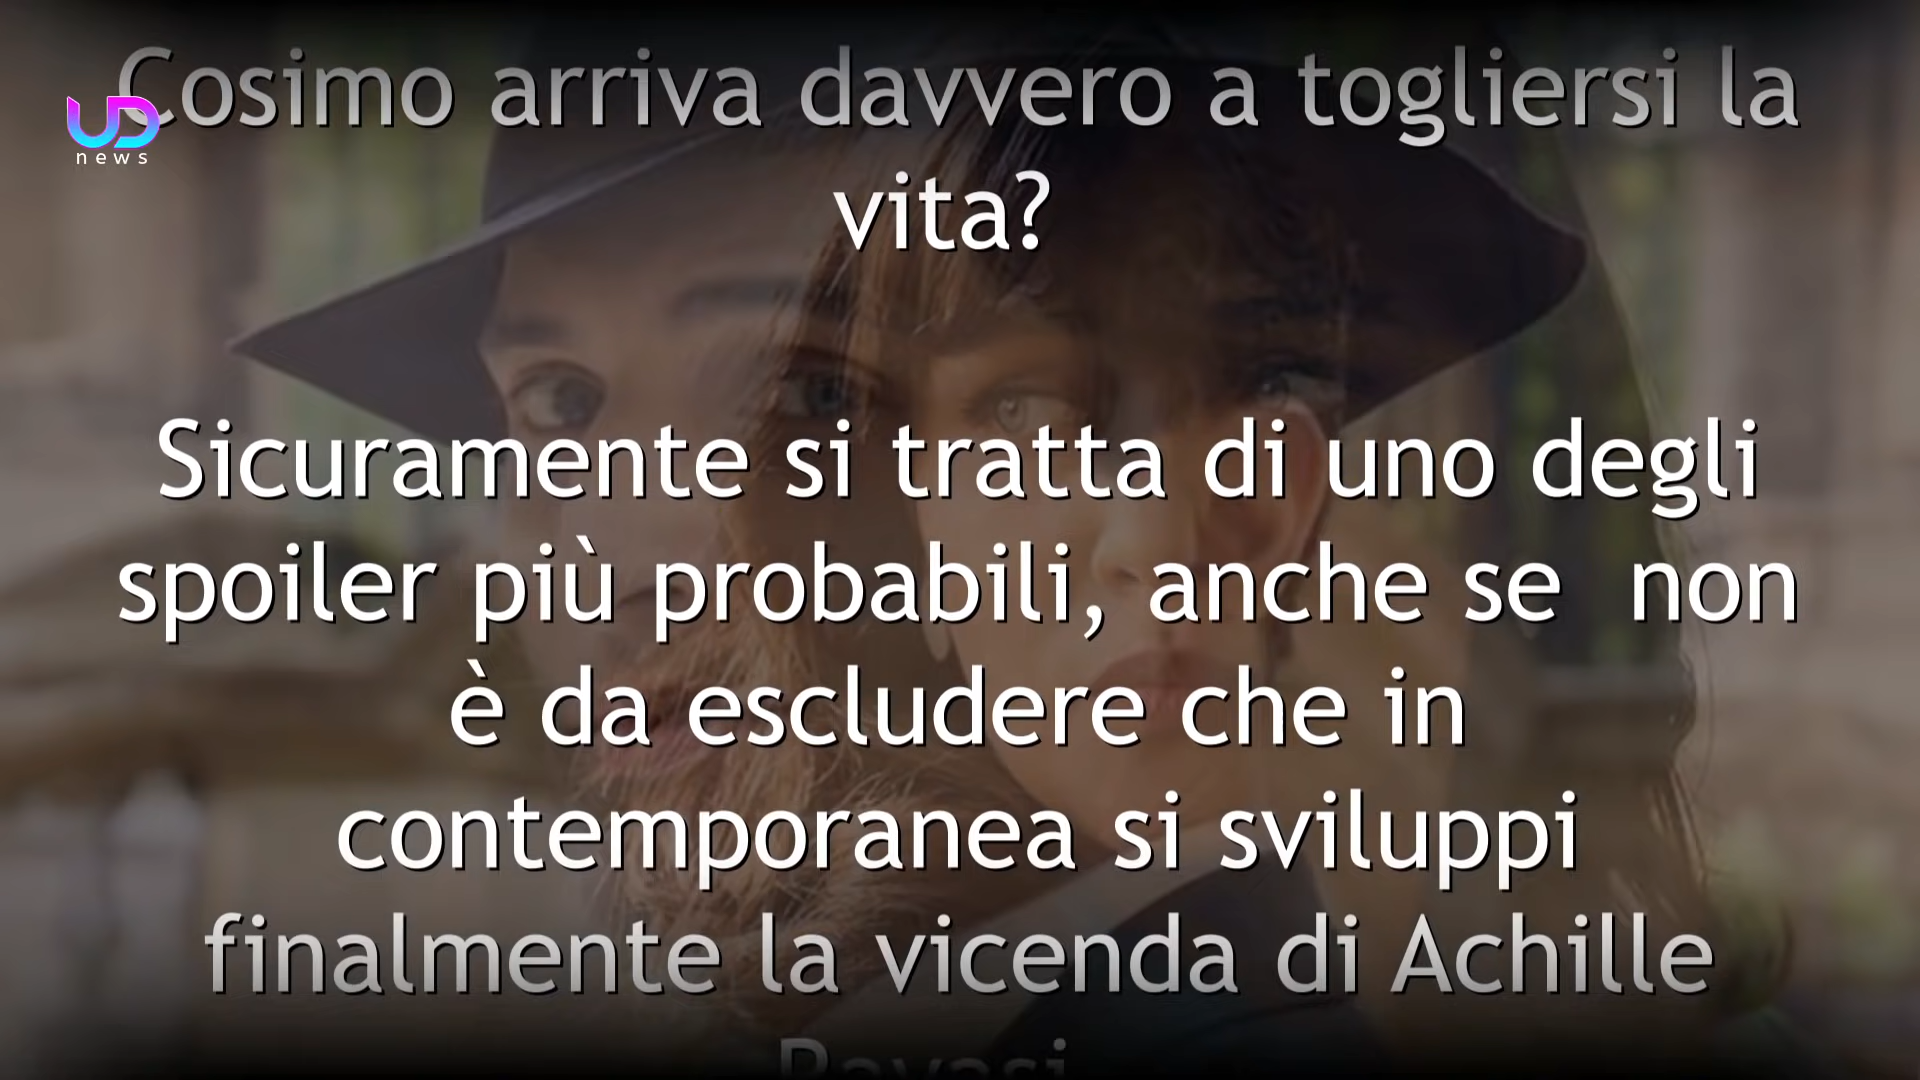 Cosimo arriva davvero a togliersi la
UD
news
vita?
Sicuramente si tratta di uno degli
spoiler più probabili, anche se non
è da escludere che in
contemporanea si sviluppi
finalmente la vicenda di Achille
Ravasi